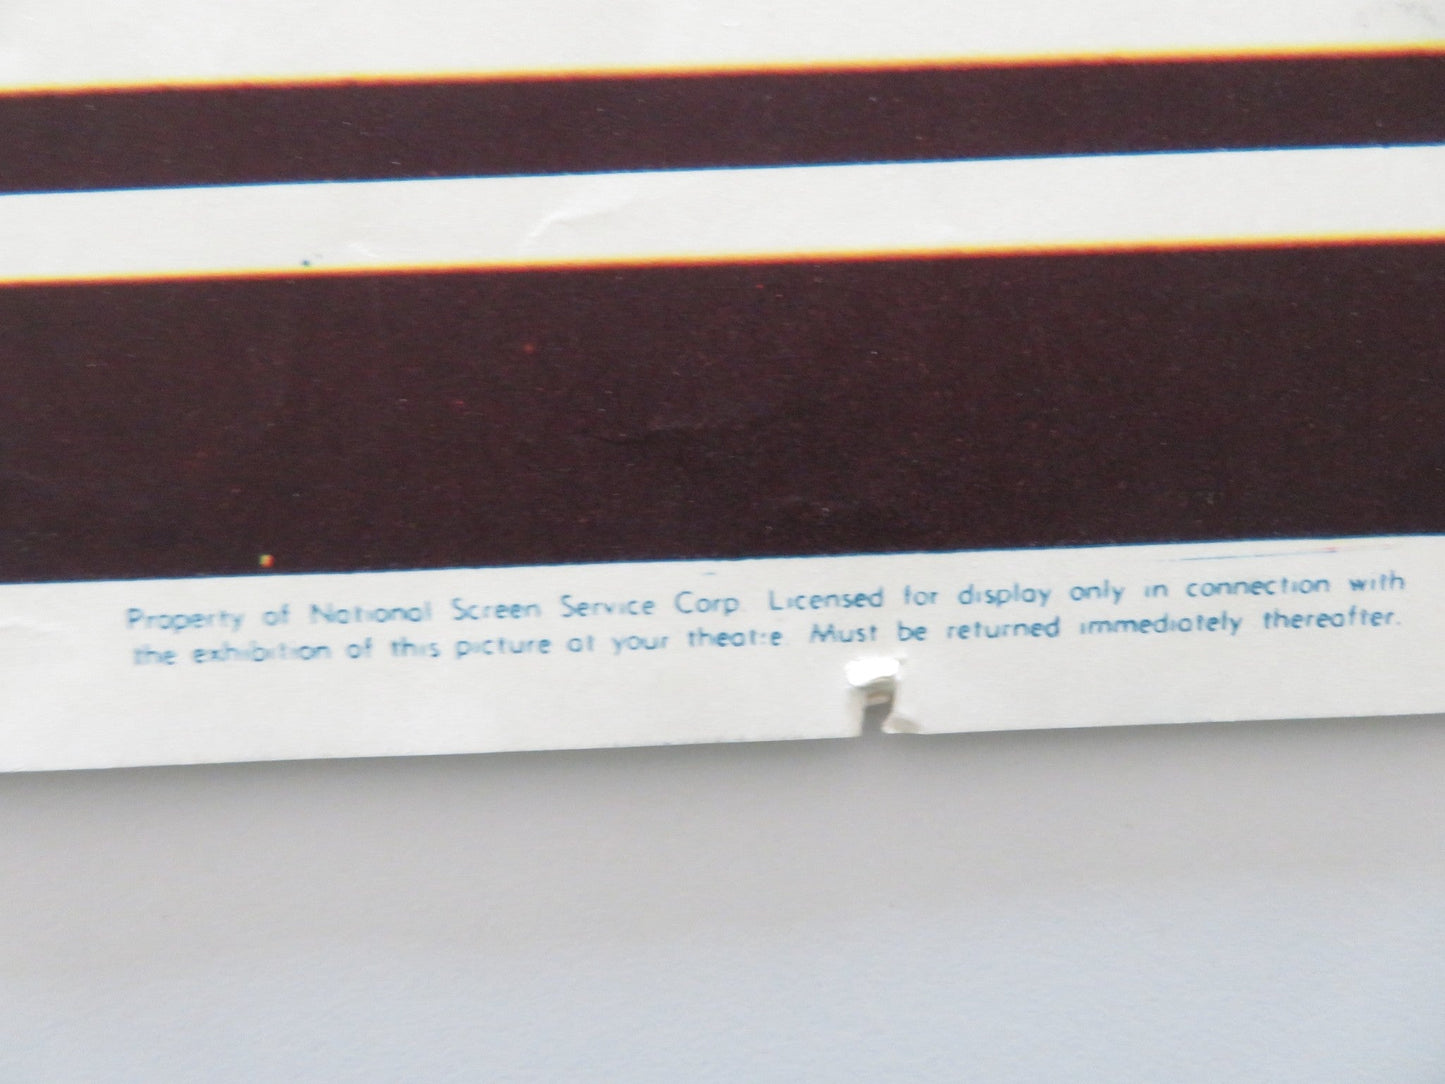 Property of National Screen Service Corp. Licensed for display only in connection with
the exhibition of this picture at your theatre. Must be returned immediately thereafter.